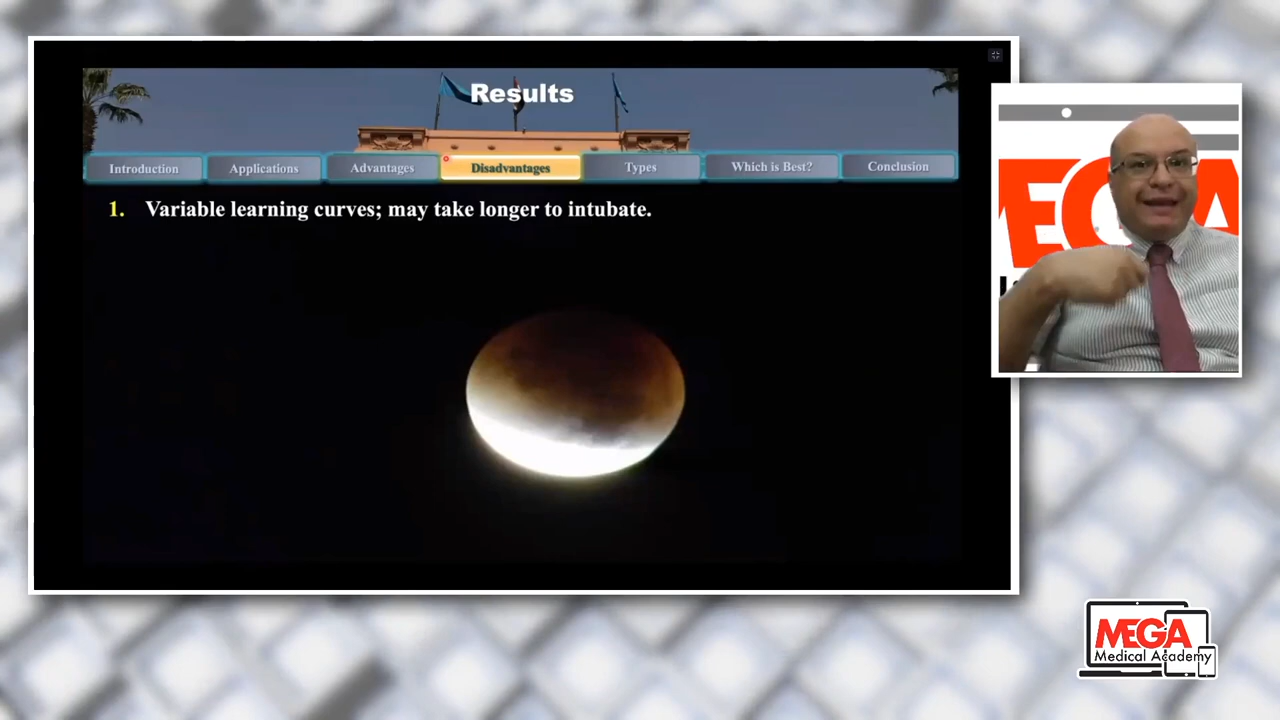 Results
Introduction
Applications
Advantages
Disadvantages
Types
Which is Best?
Conclusion
1. Variable learning curves; may take longer to intubate.
MEGA
Medical Academy